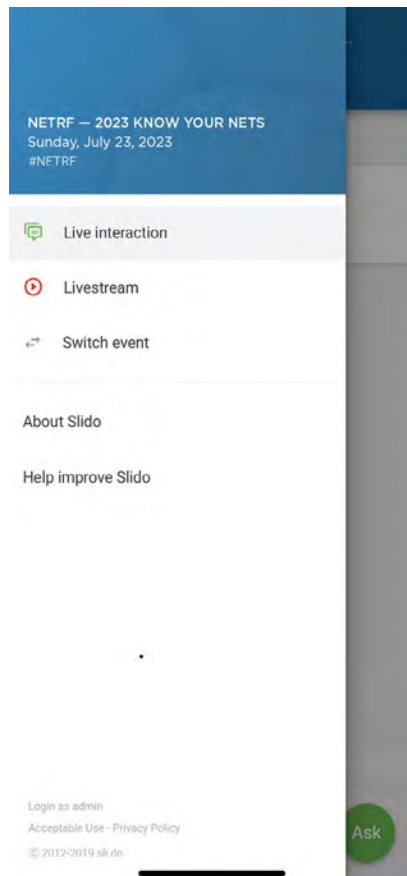 NETRF — 2023 KNOW YOUR NETS
Sunday, July 23, 2023
#NETRF
Live interaction
Livestream
Switch event
About Slido
Help improve Slido
Ask
Login as admin
Acceptable Use - Privacy Policy
© 2012-2019 sli.do